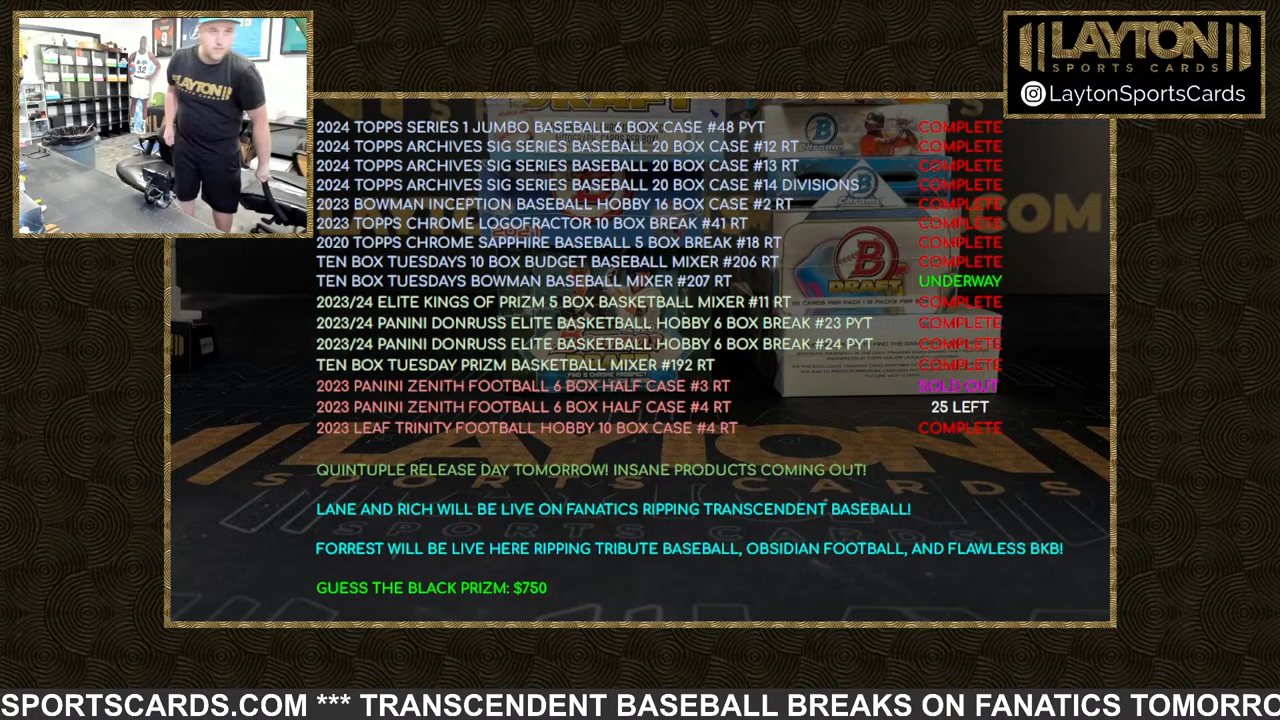 LAYTON
SPORTS CARDS
LaytonSportsCards
LAYTON
32
2024 TOPPS SERIES 1 JUMBO BASEBALL 6 BOX CASE #48 PYT COMPLETE
2024 TOPPS ARCHIVES SIG SERIES BASEBALL 20 BOX CASE #12 RT COMPLETE
2024 TOPPS ARCHIVES SIG SERIES BASEBALL 20 BOX CASE #13 RT COMPLETE
2024 TOPPS ARCHIVES SIG SERIES BASEBALL 20 BOX CASE #14 DIVISIONS COMPLETE
2023 BOWMAN INCEPTION BASEBALL HOBBY 16 BOX CASE #2 RT COMPLETE
2023 TOPPS CHROME LOGOFRACTOR 10 BOX BREAK #41 RT COMPLETE
2020 TOPPS CHROME SAPPHIRE BASEBALL 5 BOX BREAK #18 RT COMPLETE
TEN BOX TUESDAYS 10 BOX BUDGET BASEBALL MIXER #206 RT COMPLETE
TEN BOX TUESDAYS BOWMAN BASEBALL MIXER #207 RT UNDERWAY
2023/24 ELITE KINGS OF PRIZM 5 BOX BASKETBALL MIXER #11 RT COMPLETE
2023/24 PANINI DONRUSS ELITE BASKETBALL HOBBY 6 BOX BREAK #23 PYT COMPLETE
2023/24 PANINI DONRUSS ELITE BASKETBALL HOBBY 6 BOX BREAK #24 PYT COMPLETE
TEN BOX TUESDAY PRIZM BASKETBALL MIXER #192 RT COMPLETE
2023 PANINI ZENITH FOOTBALL 6 BOX HALF CASE #3 RT SOLD OUT
2023 PANINI ZENITH FOOTBALL 6 BOX HALF CASE #4 RT 25 LEFT
2023 LEAF TRINITY FOOTBALL HOBBY 10 BOX CASE #4 RT COMPLETE
QUINTUPLE RELEASE DAY TOMORROW! INSANE PRODUCTS COMING OUT!
LANE AND RICH WILL BE LIVE ON FANATICS RIPPING TRANSCENDENT BASEBALL!
FORREST WILL BE LIVE HERE RIPPING TRIBUTE BASEBALL, OBSIDIAN FOOTBALL, AND FLAWLESS BKB!
GUESS THE BLACK PRIZM: $750
DRAFT
Chrome
DRAFT
.COM
LAYTON
SPORTS CARDS
SPORTSCARDS.COM *** TRANSCENDENT BASEBALL BREAKS ON FANATICS TOMORRO